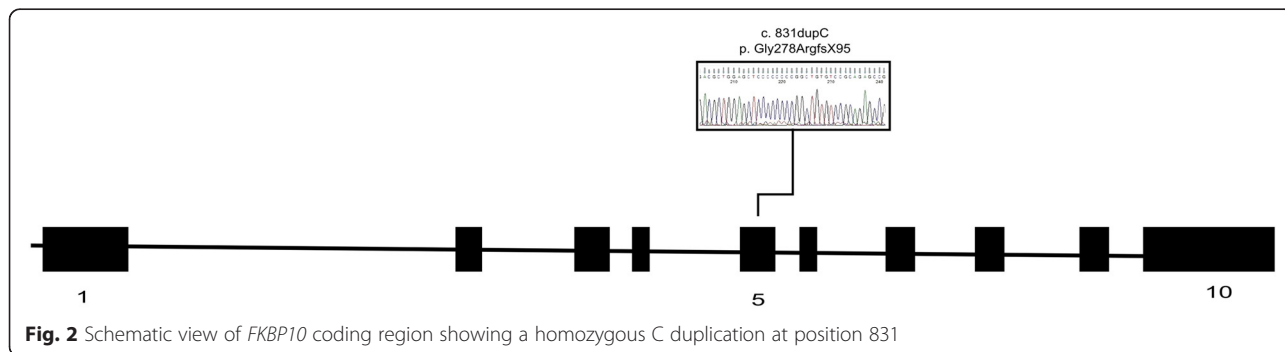 c. 831dupC
p. Gly278ArgfsX95
1 5 10
Fig. 2 Schematic view of FKBP10 coding region showing a homozygous C duplication at position 831